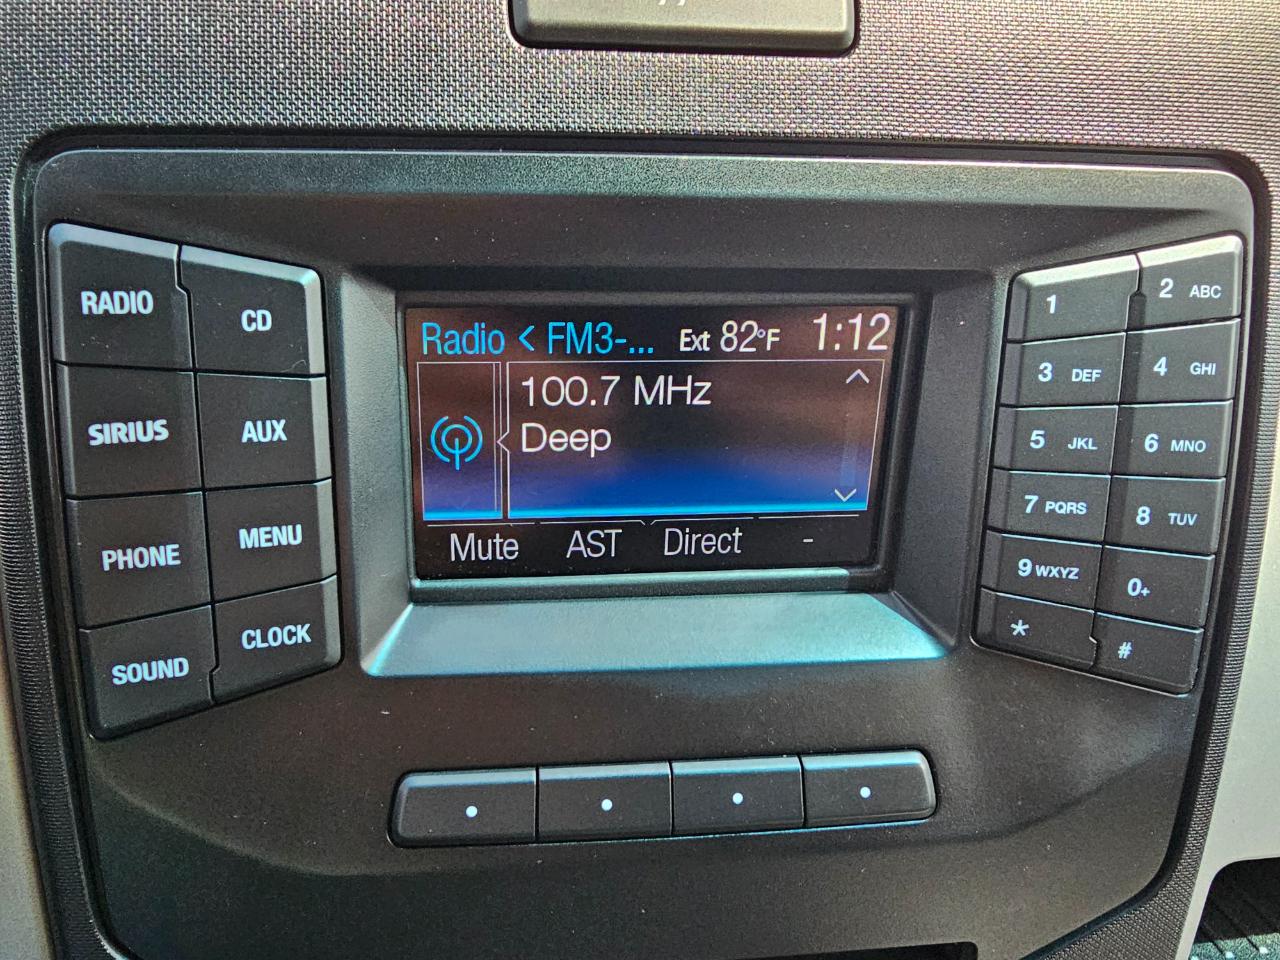 RADIO
CD
SIRIUS
AUX
PHONE
MENU
SOUND
CLOCK
Radio < FM3-... Ext 82°F 1:12
100.7 MHz
Deep
Mute AST Direct -
1
2 ABC
3 DEF
4 GHI
5 JKL
6 MNO
7 PQRS
8 TUV
9 WXYZ
0+
*
#